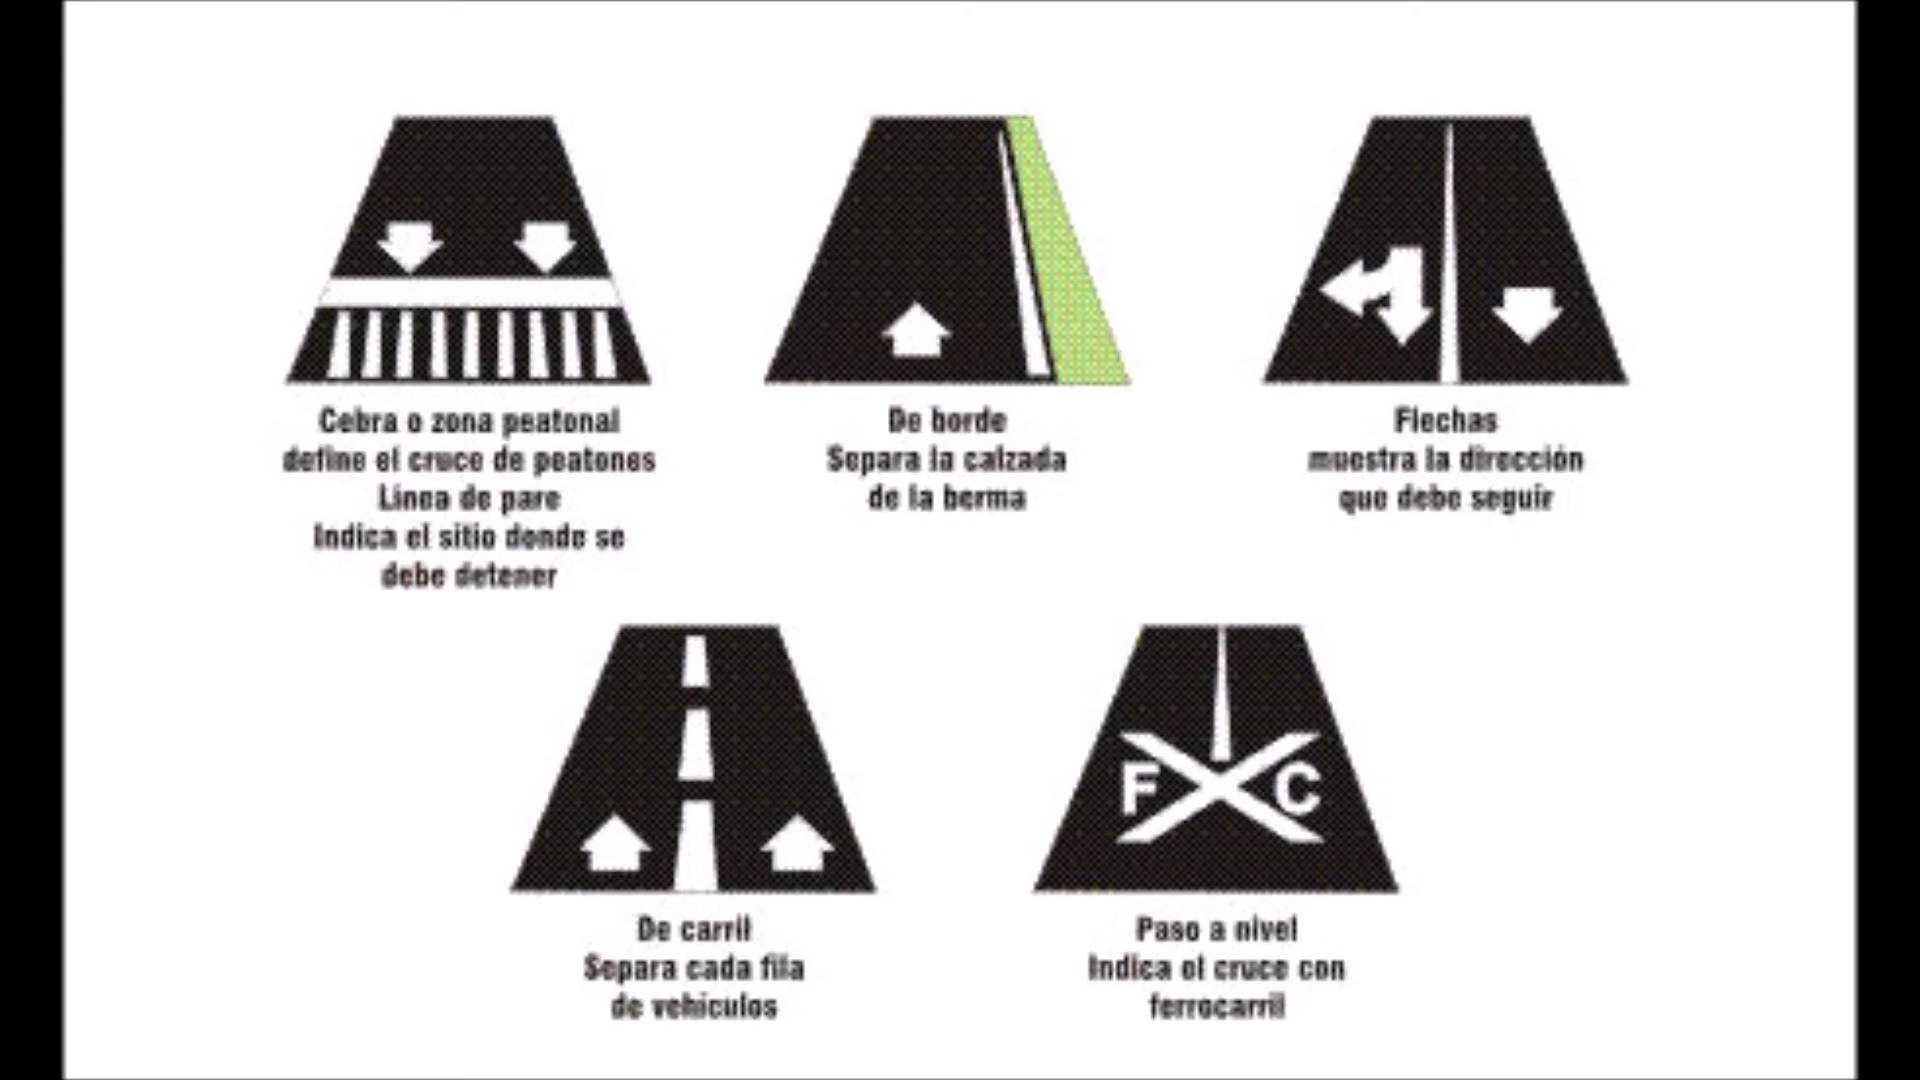 Cebra o zona peatonal
define el cruce de peatones
Linea de pare
Indica el sitio donde se
debe detener
De borde
Separa la calzada
de la berma
Flechas
muestra la dirección
que debe seguir
De carril
Separa cada fila
de vehículos
F C
Paso a nivel
Indica el cruce con
ferrocarril